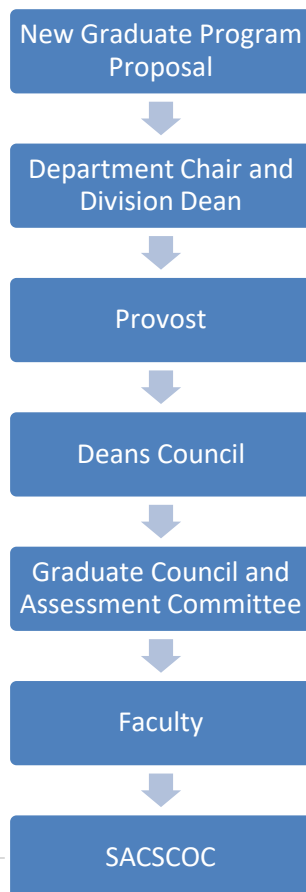 New Graduate Program
Proposal
Department Chair and
Division Dean
Provost
Deans Council
Graduate Council and
Assessment Committee
Faculty
SACSCOC